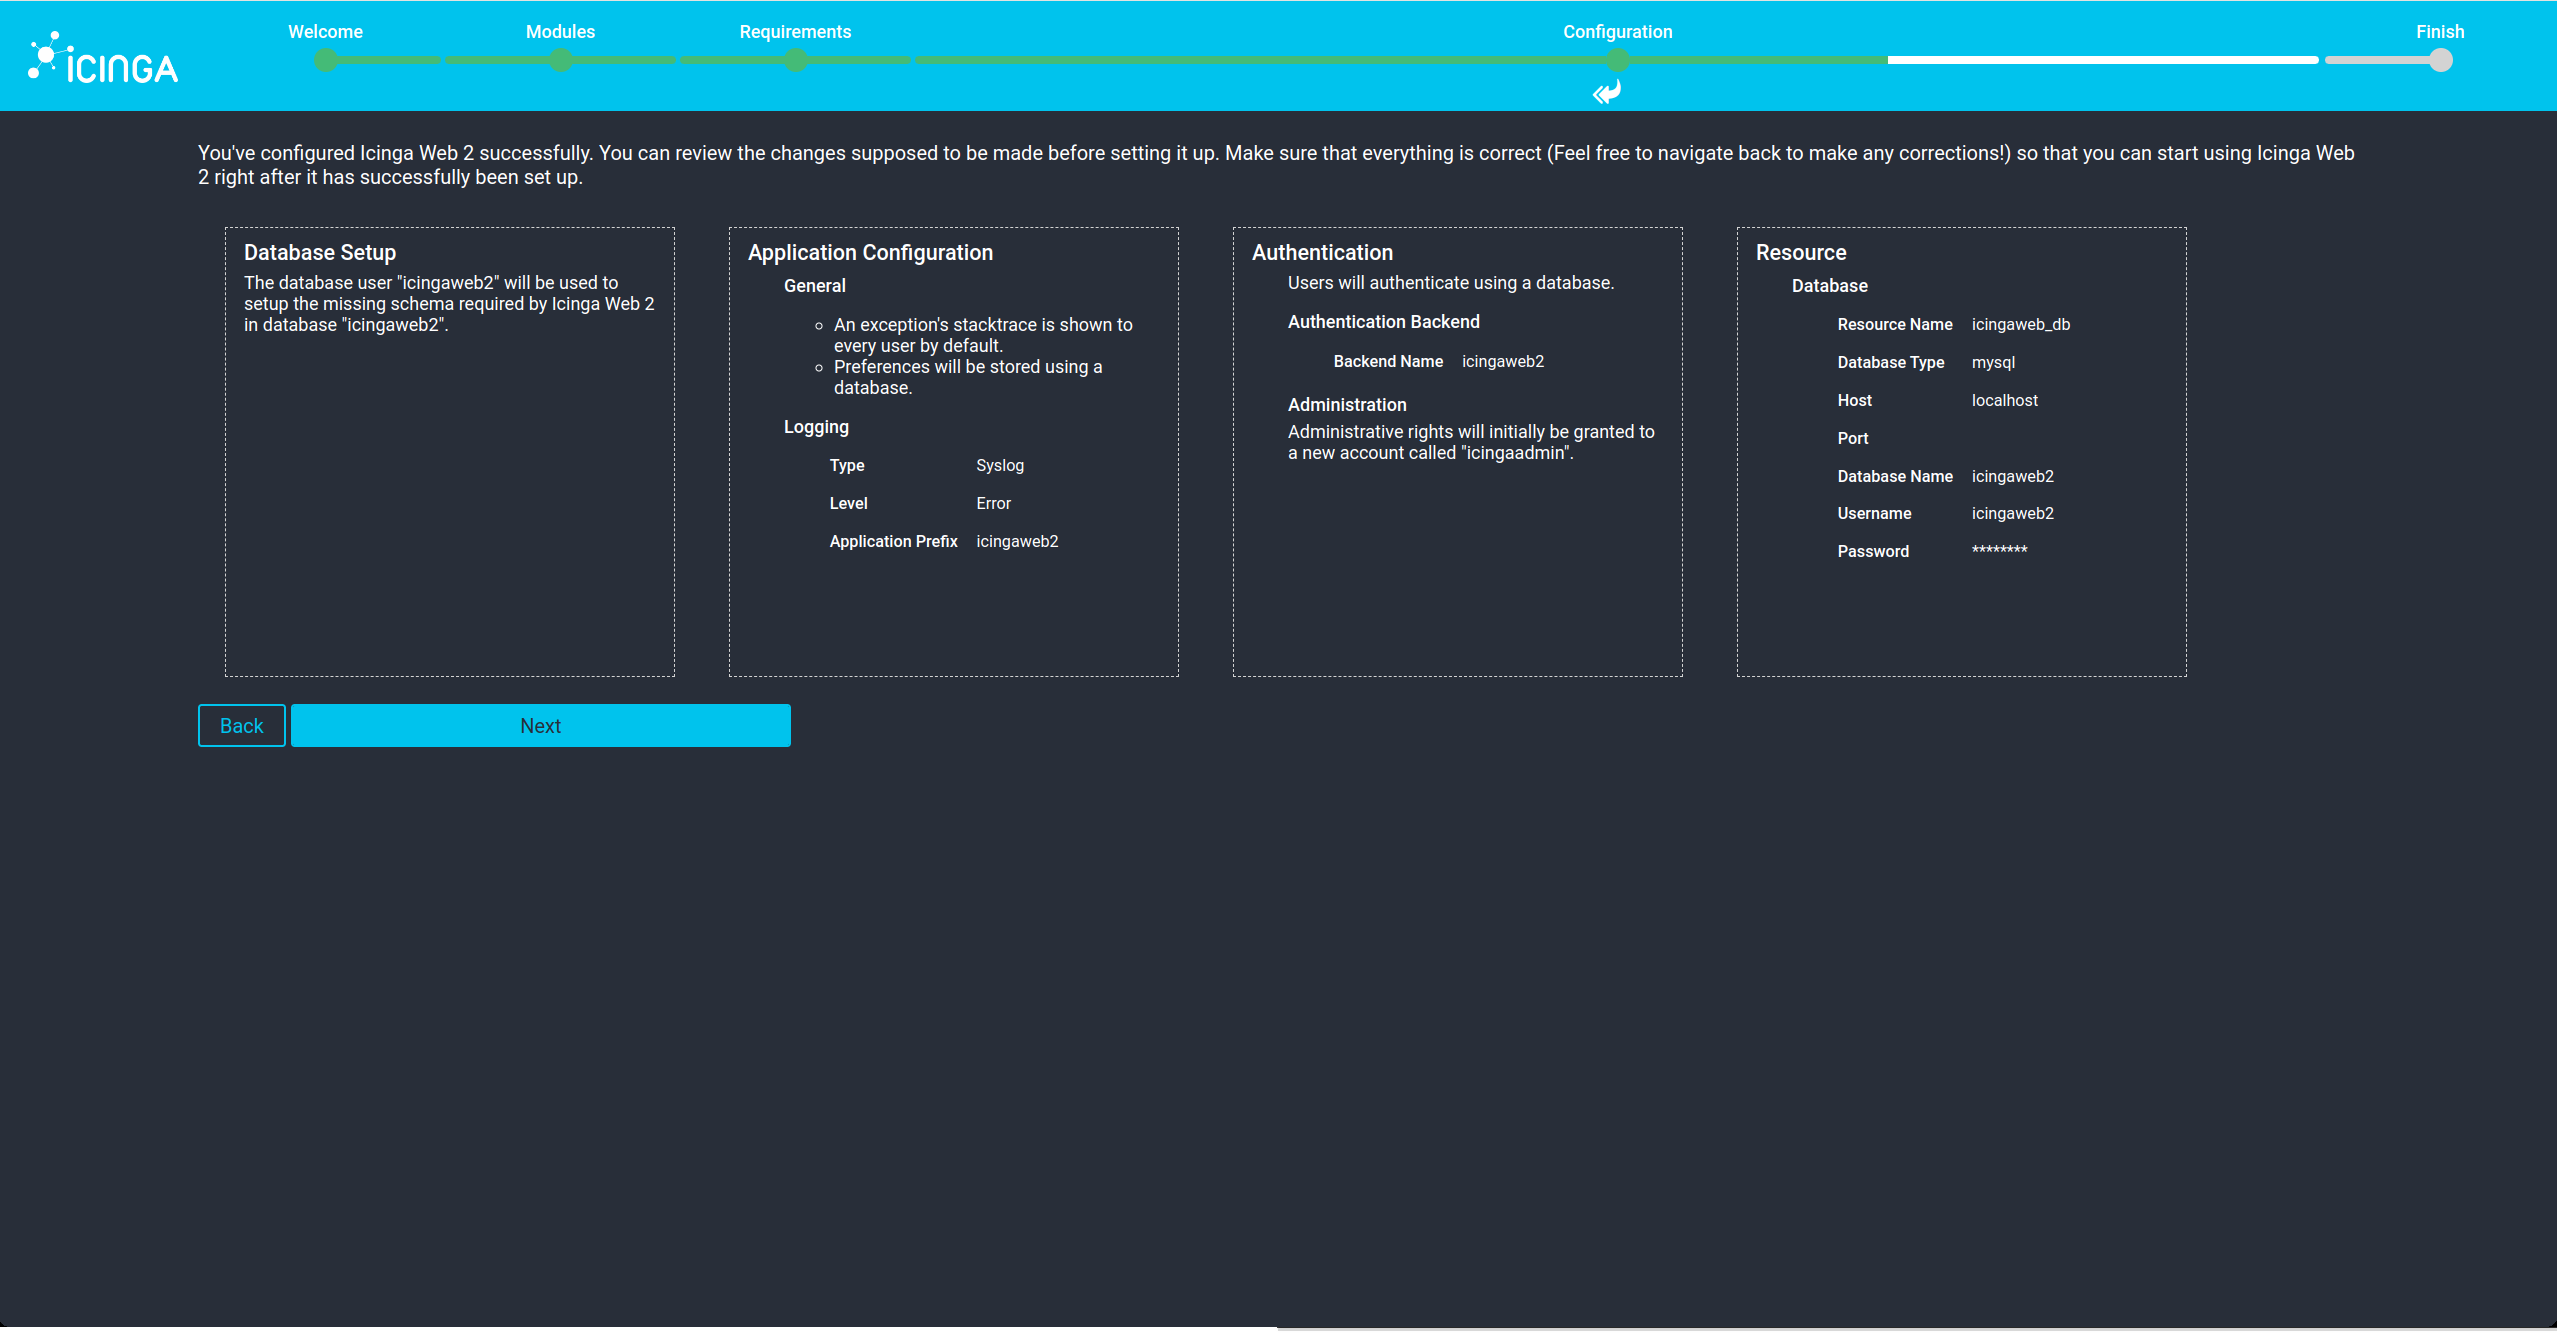 Welcome
Modules
Requirements
Configuration
Finish
iCINGA
You've configured Icinga Web 2 successfully. You can review the changes supposed to be made before setting it up. Make sure that everything is correct (Feel free to navigate back to make any corrections!) so that you can start using Icinga Web
2 right after it has successfully been set up.
Database Setup
The database user "icingaweb2" will be used to
setup the missing schema required by Icinga Web 2
in database "icingaweb2".
Application Configuration
General
An exception's stacktrace is shown to
every user by default.
Preferences will be stored using a
database.
Logging
Type Syslog
Level Error
Application Prefix icingaweb2
Authentication
Users will authenticate using a database.
Authentication Backend
Backend Name icingaweb2
Administration
Administrative rights will initially be granted to
a new account called "icingaadmin".
Resource
Database
Resource Name icingaweb_db
Database Type mysql
Host localhost
Port
Database Name icingaweb2
Username icingaweb2
Password ********
Back
Next